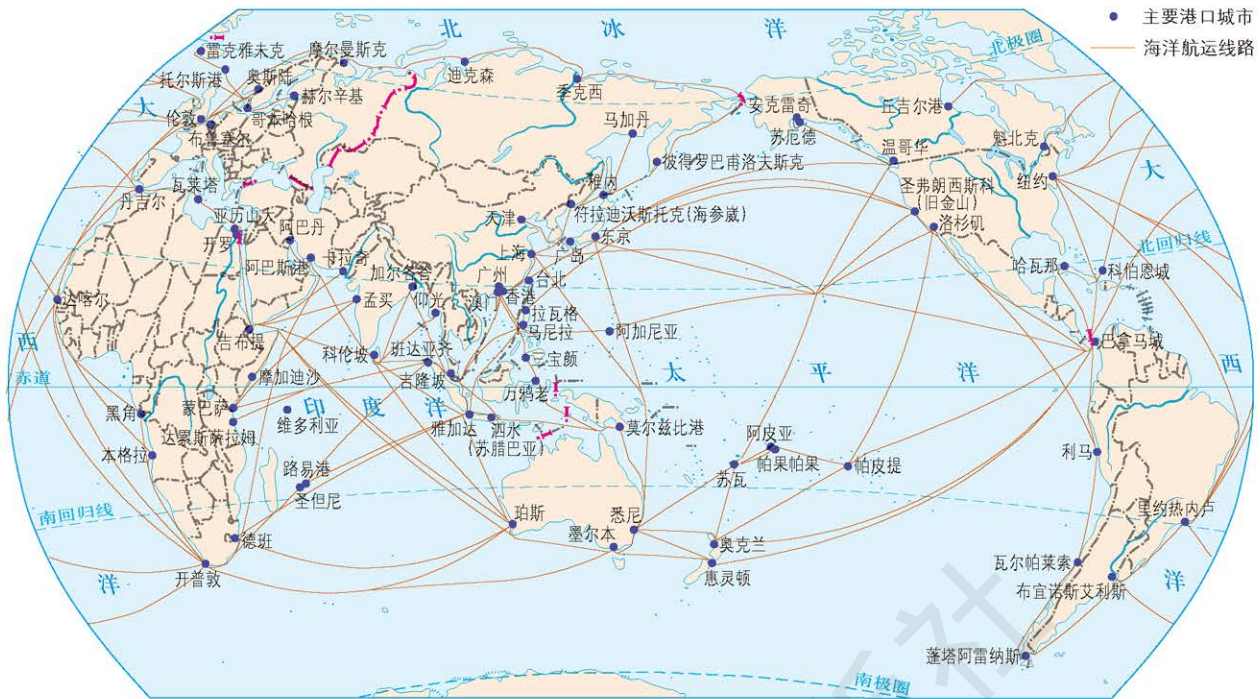 主要港口城市
海洋航运线路
北 冰 洋
北极圈
雷克雅未克
摩尔曼斯克
托尔斯港
奥斯陆
迪克森
季克西
赫尔辛基
安克雷奇
丘吉尔港
大
伦敦
哥本哈根
马加丹
苏厄德
布鲁塞尔
魁北克
温哥华
彼得罗巴甫洛夫斯克
大
瓦莱塔
稚内
圣弗朗西斯科
(旧金山)
纽约
丹吉尔
亚历山大
阿巴丹
天津
符拉迪沃斯托克(海参崴)
洛杉矶
开罗
上海
广岛
东京
北回归线
阿巴斯港
卡拉奇
加尔各答
广州
台北
哈瓦那
科伯恩城
达喀尔
孟买
仰光
澳门
香港
拉瓦格
马尼拉
阿加尼亚
西
吉布提
科伦坡
班达亚齐
三宝颜
巴拿马城
赤道
摩加迪沙
吉隆坡
万鸦老
太 平 洋
西
黑角
蒙巴萨
印 度 洋
维多利亚
达累斯萨拉姆
雅加达
泗水
(苏腊巴亚)
莫尔兹比港
阿皮亚
本格拉
路易港
帕果帕果
帕皮提
利马
圣但尼
苏瓦
南回归线
珀斯
悉尼
里约热内卢
德班
墨尔本
奥克兰
洋
开普敦
惠灵顿
瓦尔帕莱索
洋
布宜诺斯艾利斯
蓬塔阿雷纳斯
南极圈
社